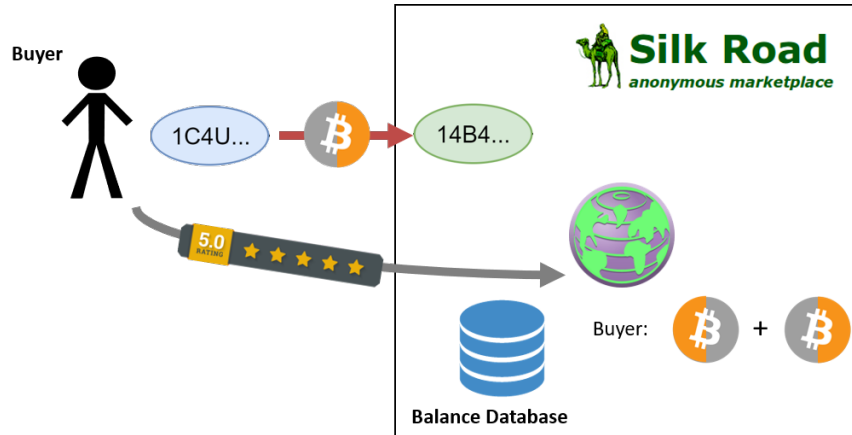 Buyer
Silk Road
anonymous marketplace
1C4U...
14B4...
5.0
RATING
Buyer:
+
Balance Database